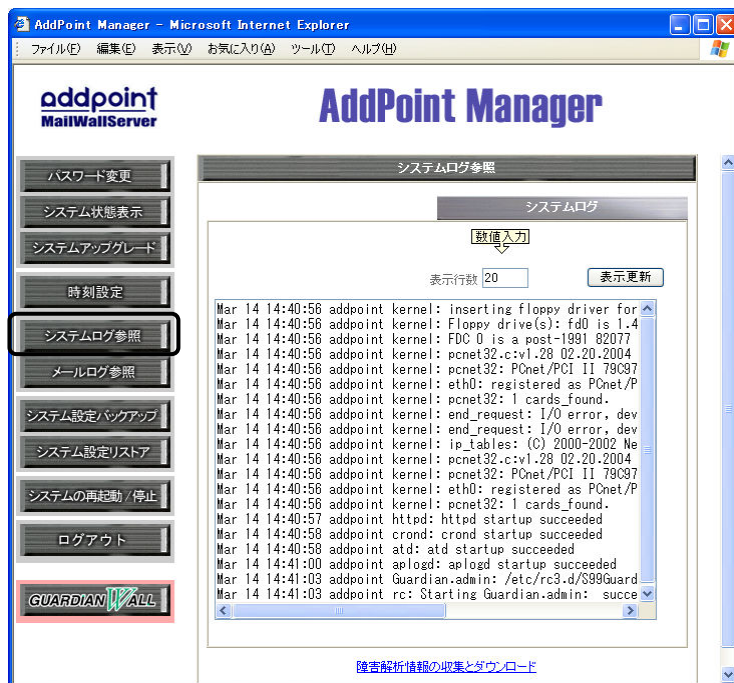 AddPoint Manager - Microsoft Internet Explorer
ファイル(F) 編集(E) 表示(V) お気に入り(A) ツール(T) ヘルプ(H)
addpoint
MailWallServer
AddPoint Manager
パスワード変更
システム状態表示
システムアップグレード
時刻設定
システムログ参照
メールログ参照
システム設定バックアップ
システム設定リストア
システムの再起動/停止
ログアウト
GUARDIAN WALL
システムログ参照
システムログ
数値入力
表示行数 20 表示更新
Mar 14 14:40:56 addpoint kernel: inserting floppy driver for
Mar 14 14:40:56 addpoint kernel: Floppy drive(s): fd0 is 1.4
Mar 14 14:40:56 addpoint kernel: FDC 0 is a post-1991 82077
Mar 14 14:40:56 addpoint kernel: pcnet32.c:v1.28 02.20.2004
Mar 14 14:40:56 addpoint kernel: pcnet32: PCnet/PCI II 79C97
Mar 14 14:40:56 addpoint kernel: eth0: registered as PCnet/P
Mar 14 14:40:56 addpoint kernel: pcnet32: 1 cards_found.
Mar 14 14:40:56 addpoint kernel: end_request: I/O error, dev
Mar 14 14:40:56 addpoint kernel: end_request: I/O error, dev
Mar 14 14:40:56 addpoint kernel: ip_tables: (C) 2000-2002 Ne
Mar 14 14:40:56 addpoint kernel: pcnet32.c:v1.28 02.20.2004
Mar 14 14:40:56 addpoint kernel: pcnet32: PCnet/PCI II 79C97
Mar 14 14:40:56 addpoint kernel: eth0: registered as PCnet/P
Mar 14 14:40:56 addpoint kernel: pcnet32: 1 cards_found.
Mar 14 14:40:57 addpoint httpd: httpd startup succeeded
Mar 14 14:40:58 addpoint crond: crond startup succeeded
Mar 14 14:40:58 addpoint atd: atd startup succeeded
Mar 14 14:41:00 addpoint aplogd: aplogd startup succeeded
Mar 14 14:41:03 addpoint Guardian.admin: /etc/rc3.d/S99Guard
Mar 14 14:41:03 addpoint rc: Starting Guardian.admin: succe
障害解析情報の収集とダウンロード